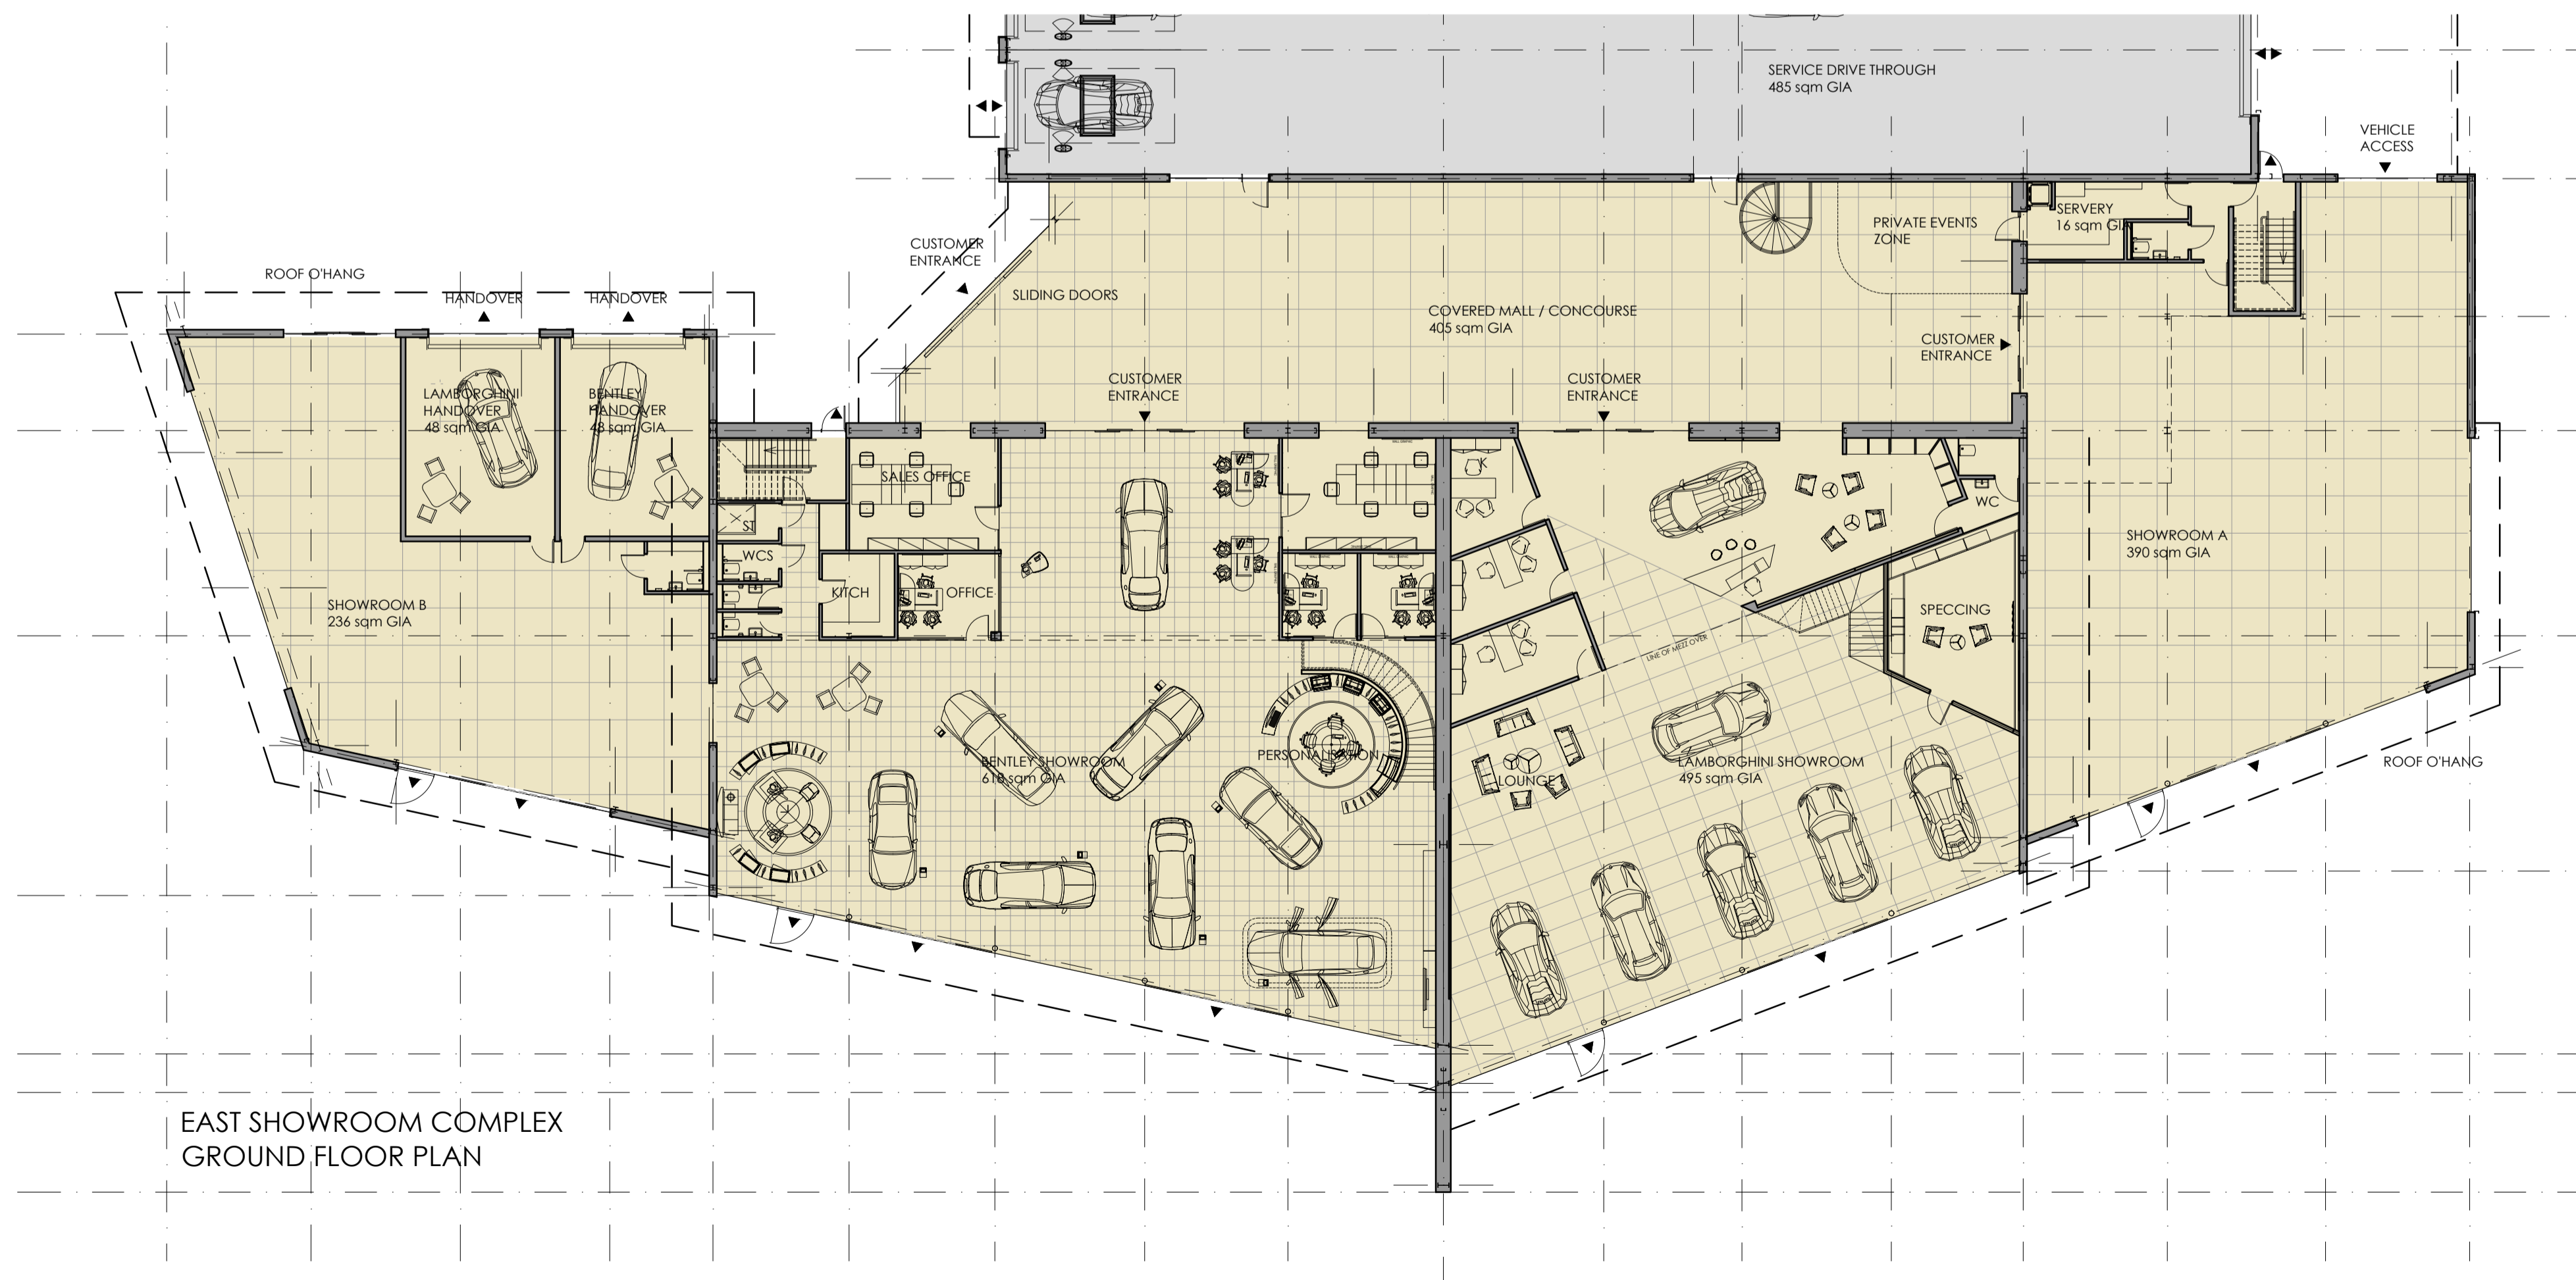 SERVICE DRIVE THROUGH
485 sqm GIA
VEHICLE
ACCESS
CUSTOMER
ENTRANCE
SLIDING DOORS
PRIVATE EVENTS
ZONE
SERVERY
16 sqm GIA
ROOF O'HANG
HANDOVER
HANDOVER
COVERED MALL / CONCOURSE
405 sqm GIA
CUSTOMER
ENTRANCE
CUSTOMER
ENTRANCE
CUSTOMER
ENTRANCE
LAMBORGHINI
HANDOVER
48 sqm GIA
BENTLEY
HANDOVER
48 sqm GIA
SALES OFFICE
K
WC
ST
WCS
KITCH
OFFICE
SHOWROOM A
390 sqm GIA
SHOWROOM B
236 sqm GIA
SPECCING
LINE OF MEZZ OVER
BENTLEY SHOWROOM
618 sqm GIA
PERSONALISATION
LOUNGE
LAMBORGHINI SHOWROOM
495 sqm GIA
ROOF O'HANG
EAST SHOWROOM COMPLEX
GROUND FLOOR PLAN